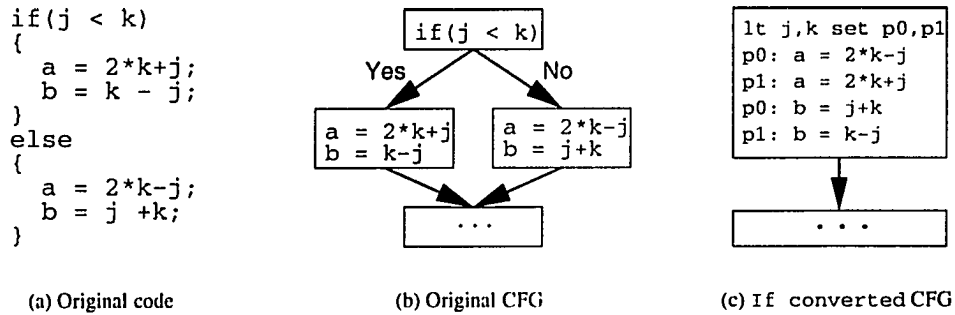 if(j < k)
{
a = 2*k+j;
b = k - j;
}
else
{
a = 2*k-j;
b = j +k;
}
(a) Original code
if(j < k)
Yes
No
a = 2*k+j
b = k-j
a = 2*k-j
b = j+k
...
(b) Original CFG
lt j,k set p0,p1
p0: a = 2*k-j
p1: a = 2*k+j
p0: b = j+k
p1: b = k-j
...
(c) If converted CFG